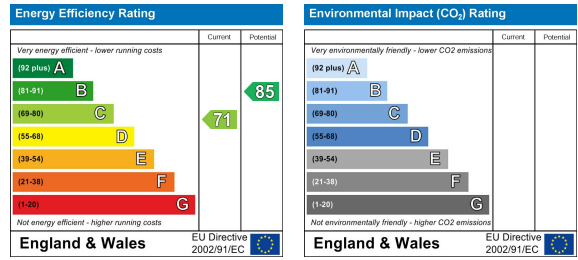 Energy Efficiency Rating
Current Potential
Very energy efficient - lower running costs
(92 plus) A
(81-91) B
(69-80) C
(55-68) D
(39-54) E
(21-38) F
(1-20) G
71
85
Not energy efficient - higher running costs
England & Wales
EU Directive
2002/91/EC
Environmental Impact (CO₂) Rating
Current Potential
Very environmentally friendly - lower CO2 emissions
(92 plus) A
(81-91) B
(69-80) C
(55-68) D
(39-54) E
(21-38) F
(1-20) G
Not environmentally friendly - higher CO2 emissions
England & Wales
EU Directive
2002/91/EC